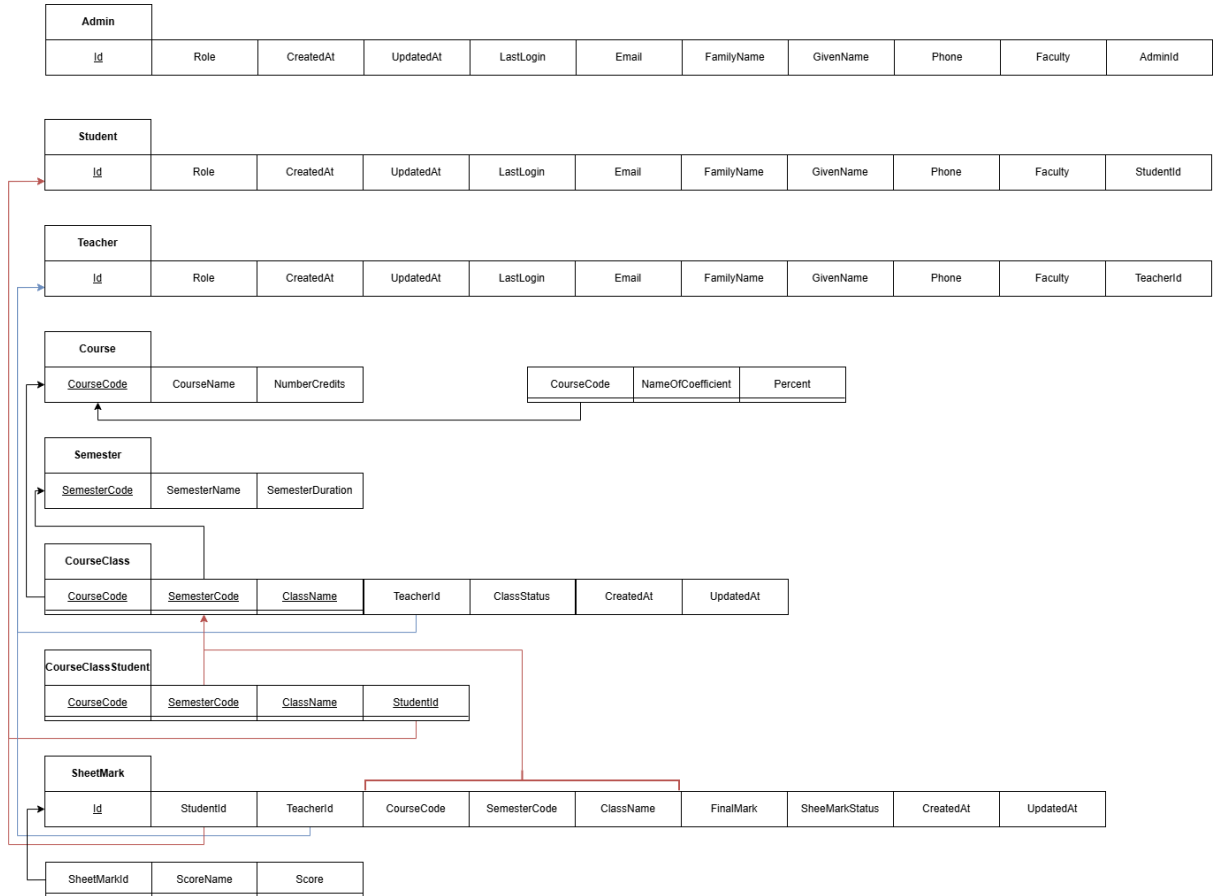 Admin
Id Role CreatedAt UpdatedAt LastLogin Email FamilyName GivenName Phone Faculty AdminId
Student
Id Role CreatedAt UpdatedAt LastLogin Email FamilyName GivenName Phone Faculty StudentId
Teacher
Id Role CreatedAt UpdatedAt LastLogin Email FamilyName GivenName Phone Faculty TeacherId
Course
CourseCode CourseName NumberCredits CourseCode NameOfCoefficient Percent
Semester
SemesterCode SemesterName SemesterDuration
CourseClass
CourseCode SemesterCode ClassName TeacherId ClassStatus CreatedAt UpdatedAt
CourseClassStudent
CourseCode SemesterCode ClassName StudentId
SheetMark
Id StudentId TeacherId CourseCode SemesterCode ClassName FinalMark SheeMarkStatus CreatedAt UpdatedAt
SheetMarkId ScoreName Score